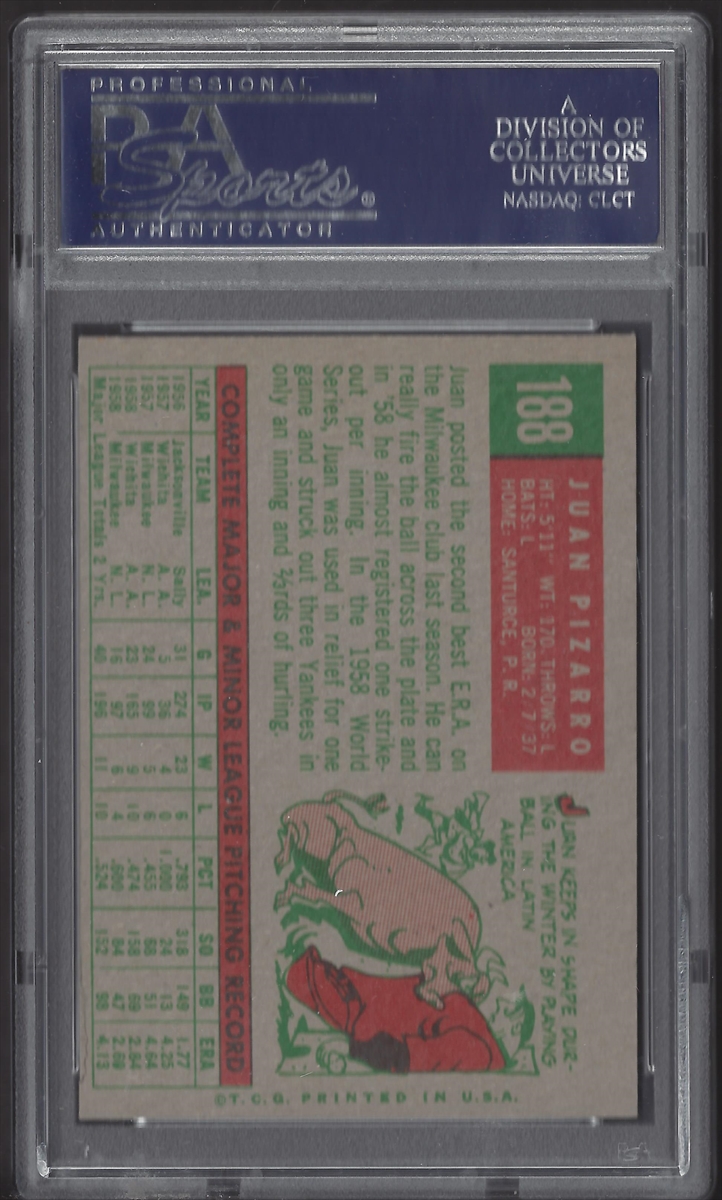 PROFESSIONAL
PSA
Sports®
AUTHENTICATOR
A
DIVISION OF
COLLECTORS
UNIVERSE
NASDAQ: CLCT
188
JUAN PIZARRO
HT: 5'11" WT: 170. THROWS: L
BATS: L BORN: 2/7/37
HOME: SANTURCE, P.R.
Juan posted the second best E.R.A. on
the Milwaukee club last season. He can
really fire the ball across the plate and
in '58 he almost registered one strike-
out per inning. In the 1958 World
Series, Juan was used in relief for one
game and struck out three Yankees in
only an inning and ⅔rds of hurling.
JUAN KEEPS IN SHAPE DUR-
ING THE WINTER BY PLAYING
BALL IN LATIN
AMERICA
COMPLETE MAJOR & MINOR LEAGUE PITCHING RECORD
YEAR TEAM LEA. G IP W L PCT SO BB ERA
1956 Jacksonville Sally 31 274 23 6 .793 318 149 1.77
1957 Wichita A. A. 5 36 4 0 1.000 24 13 4.25
1957 Milwaukee N. L. 24 99 5 6 .455 68 51 4.64
1958 Wichita A. A. 23 165 9 10 .474 158 69 2.84
1958 Milwaukee N. L. 16 97 6 4 .600 84 47 2.69
Major League Totals 2 Yrs. 40 196 11 10 .524 152 98 4.13
©T.C.G. PRINTED IN U.S.A.